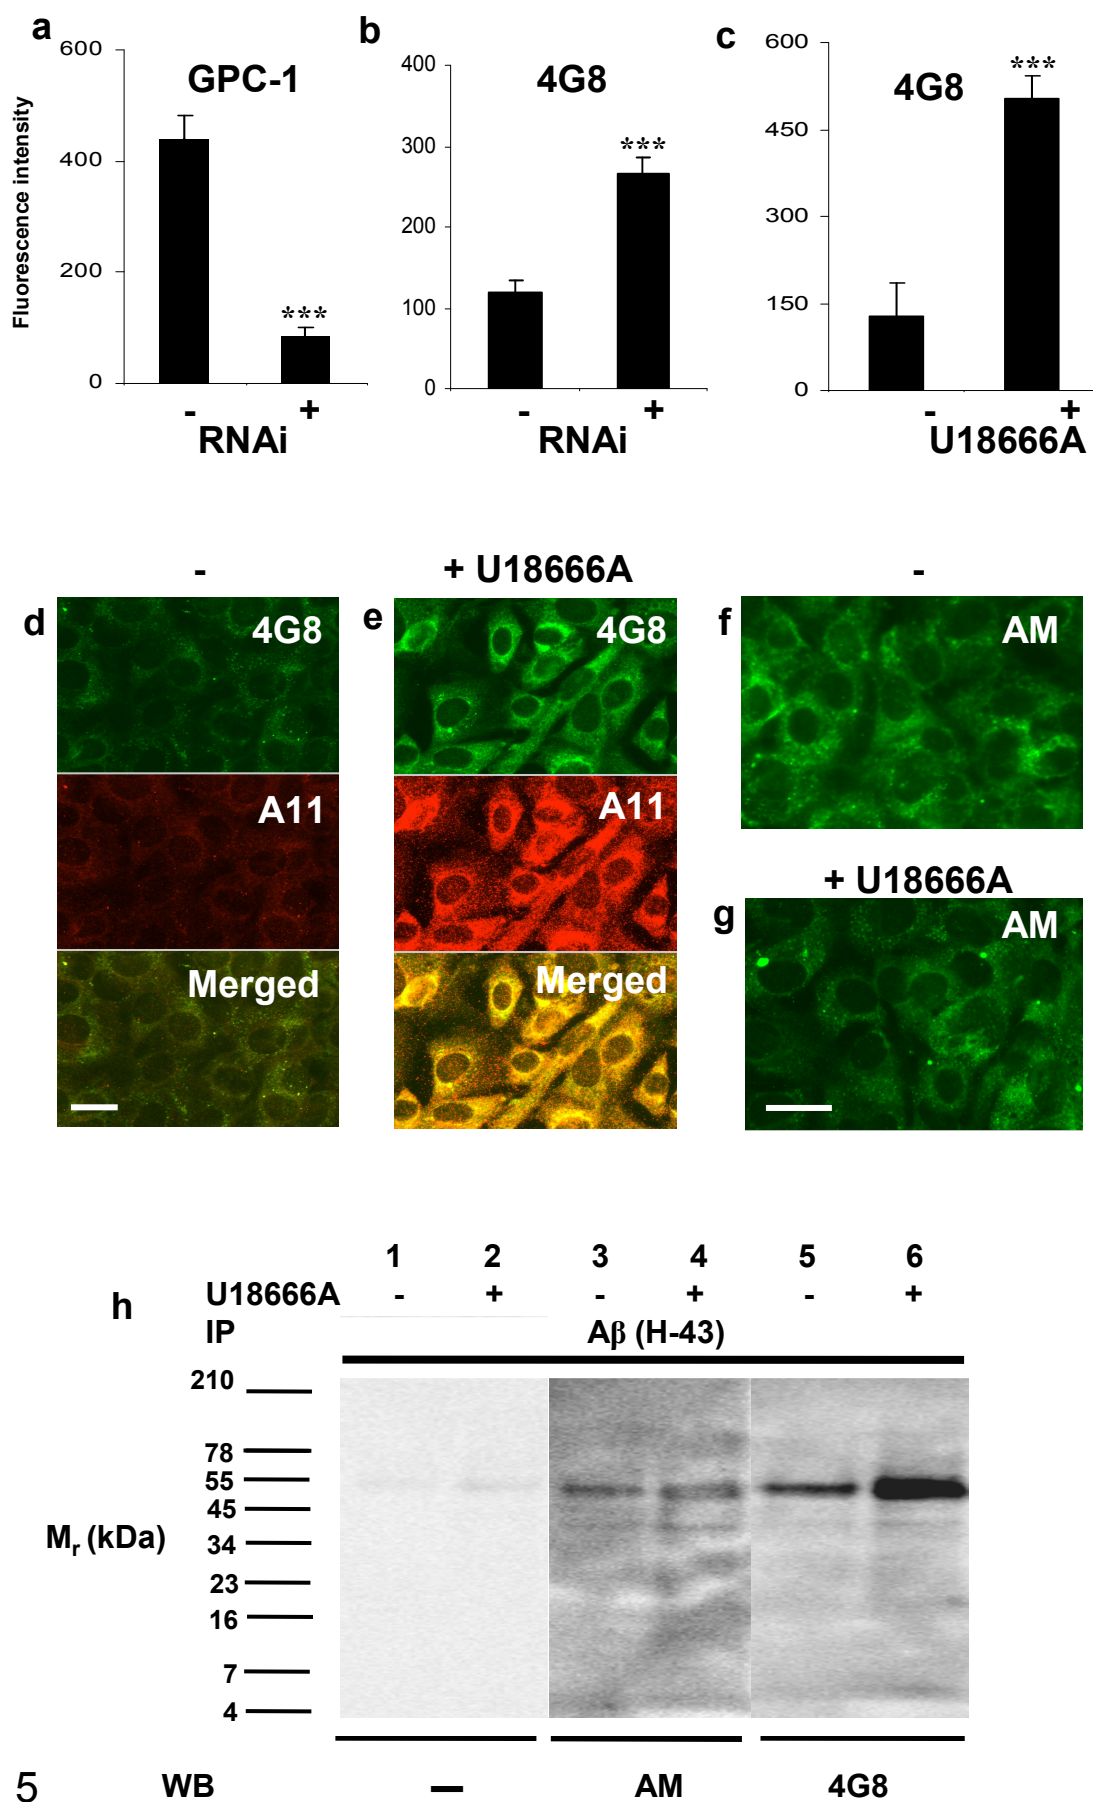 a
b
c
600
400
200
0
Fluorescence intensity
GPC-1
***
- +
RNAi
400
300
200
100
0
4G8
***
- +
RNAi
600
450
300
150
0
4G8
***
- +
U18666A
- + U18666A -
d
4G8
A11
Merged
e
4G8
A11
Merged
f
AM
+ U18666A
g
AM
1 2 3 4 5 6
h
U18666A - + - + - +
IP Aβ (H-43)
210
78
55
45
34
23
16
7
4
Mr (kDa)
5 WB — AM 4G8